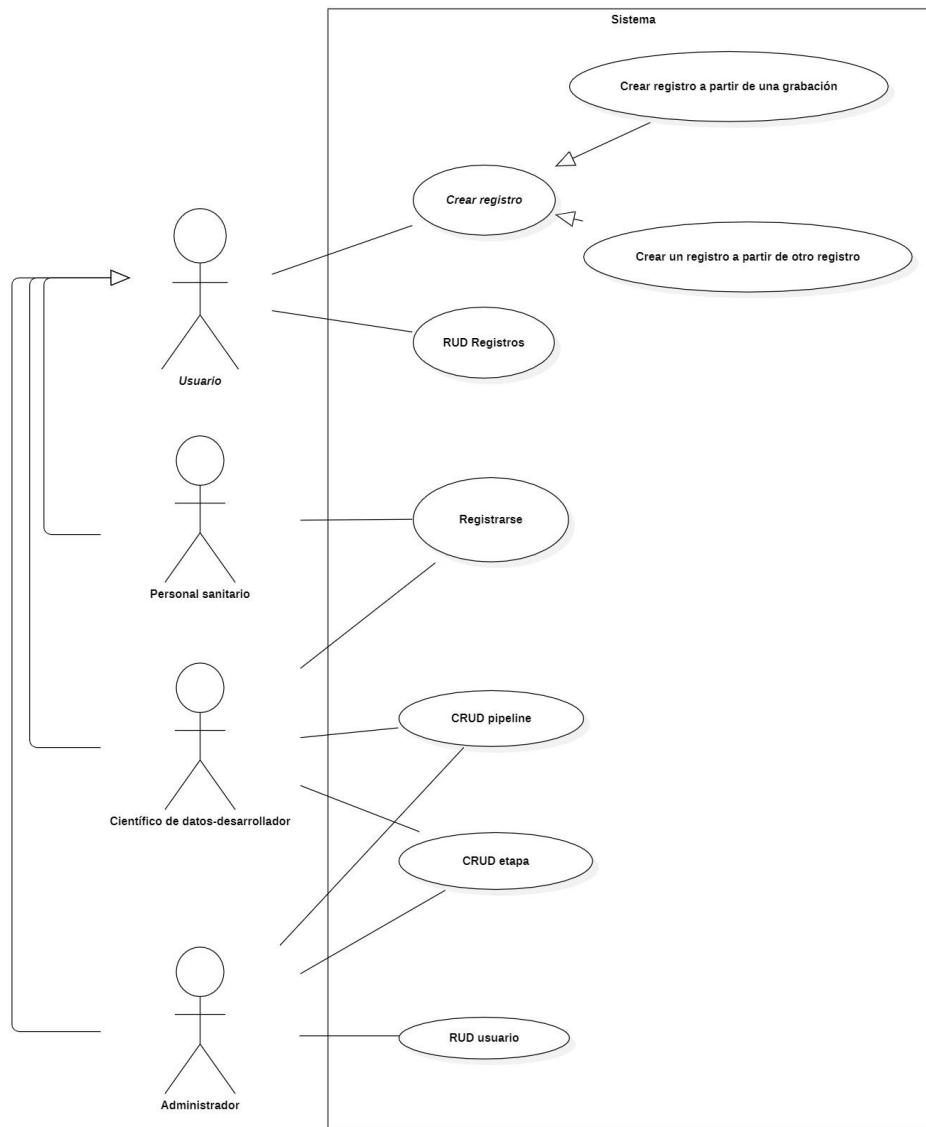 Sistema
Crear registro a partir de una grabación
Crear registro
Crear un registro a partir de otro registro
RUD Registros
Usuario
Registrarse
Personal sanitario
CRUD pipeline
Científico de datos-desarrollador
CRUD etapa
RUD usuario
Administrador